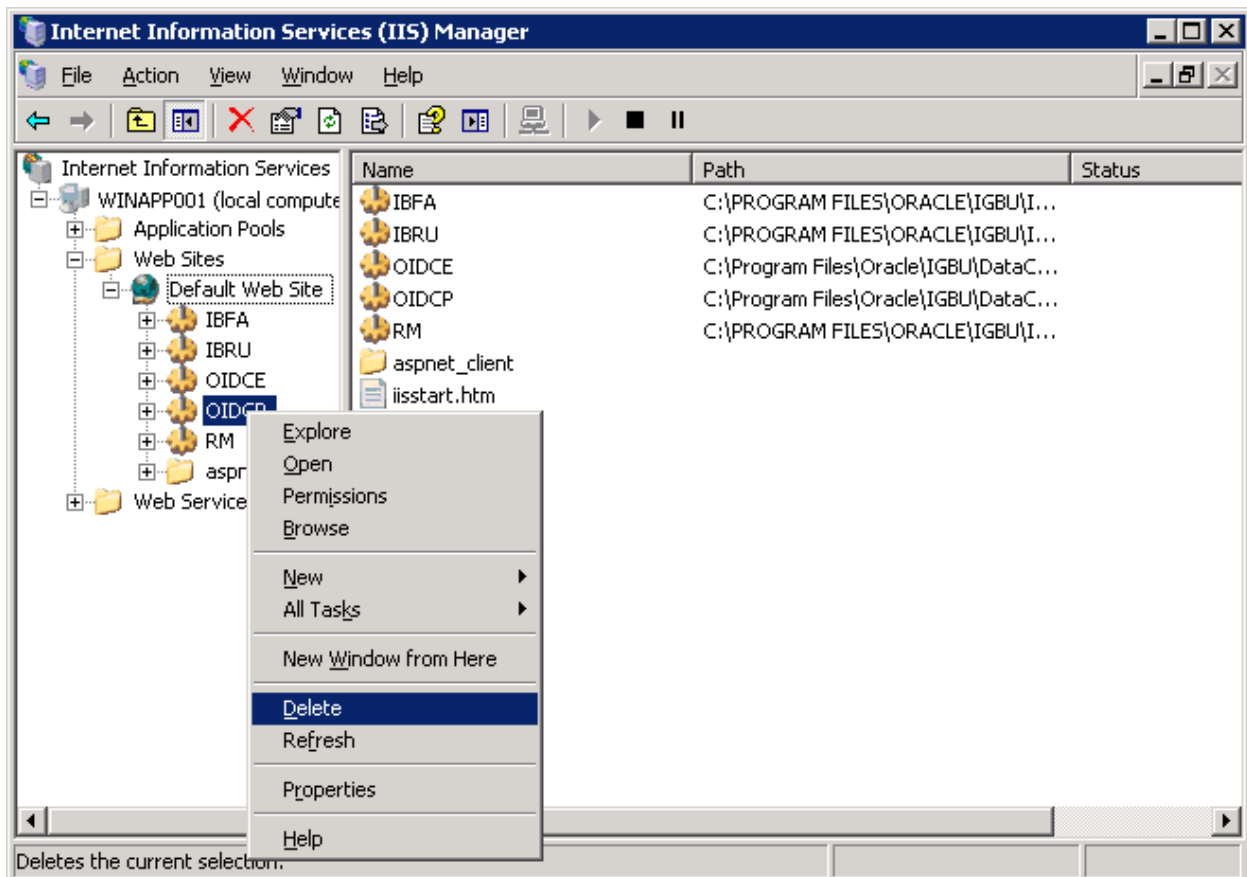 Internet Information Services (IIS) Manager
File Action View Window Help
Internet Information Services
WINAPP001 (local compute
Application Pools
Web Sites
Default Web Site
IBFA
IBRU
OIDCE
OIDCP
RM
aspn
Web Service
Name Path Status
IBFA C:\PROGRAM FILES\ORACLE\IGBU\I...
IBRU C:\PROGRAM FILES\ORACLE\IGBU\I...
OIDCE C:\Program Files\Oracle\IGBU\DataC...
OIDCP C:\Program Files\Oracle\IGBU\DataC...
RM C:\PROGRAM FILES\ORACLE\IGBU\I...
aspnet_client
iisstart.htm
Explore
Open
Permissions
Browse
New
All Tasks
New Window from Here
Delete
Refresh
Properties
Help
Deletes the current selection.